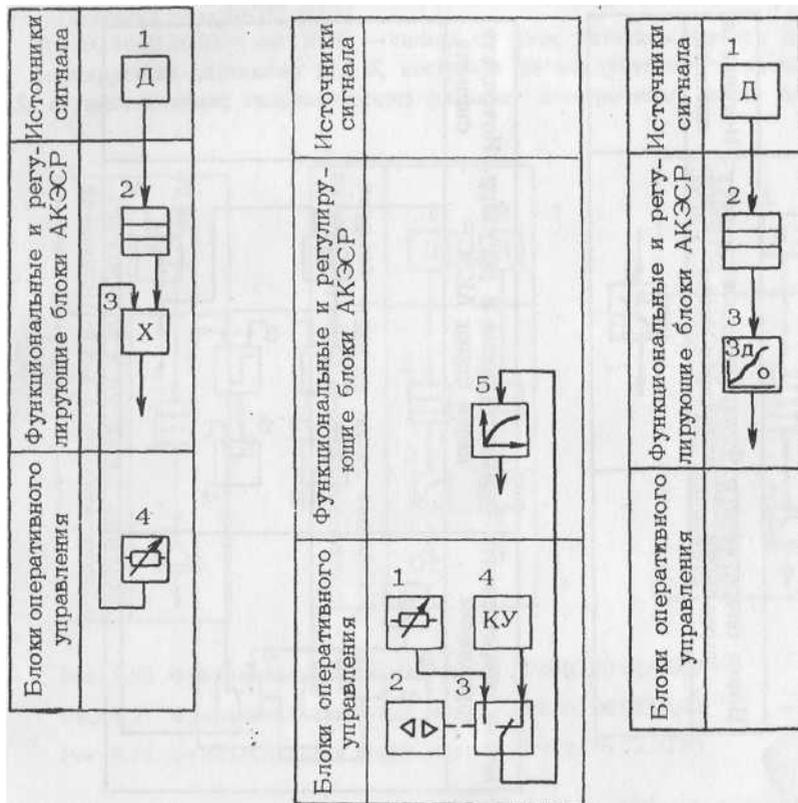 Источники
сигнала
1
Д
Функциональные и регу-
лирующие блоки АКЭСР
2
3
Х
Блоки оперативного
управления
4
Источники
сигнала
Функциональные и регулиру-
ющие блоки АКЭСР
5
Блоки оперативного
управления
1
4
КУ
2
3
Источники
сигнала
1
Д
Функциональные и регу-
лирующие блоки АКЭСР
2
3
Зд
О
Блоки оперативного
управления